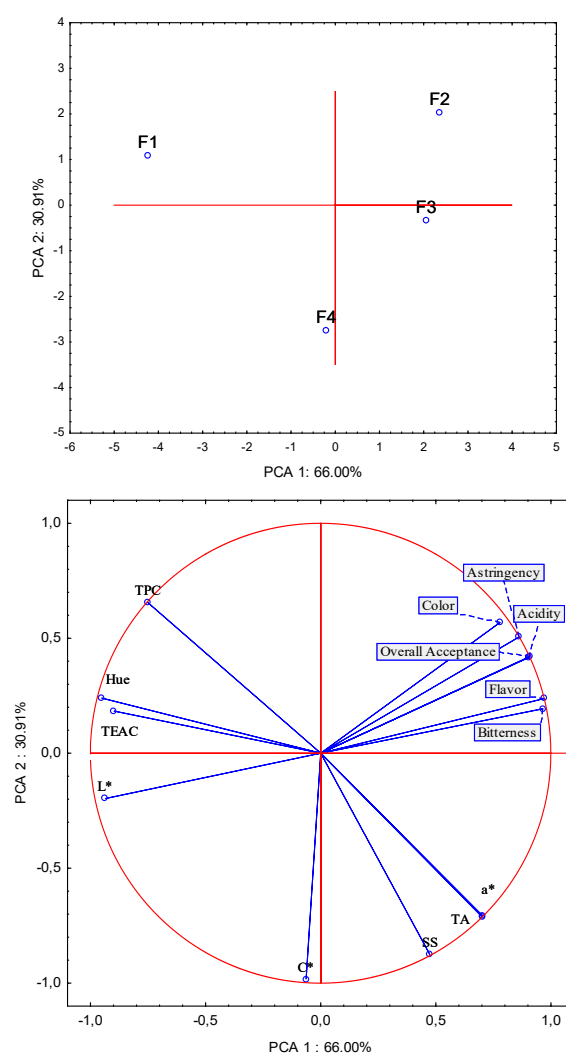 4
3
2
1
0
-1
-2
-3
-4
-5
PCA 2: 30.91%
F1
F2
F3
F4
-6 -5 -4 -3 -2 -1 0 1 2 3 4 5
PCA 1: 66.00%
1,0
0,5
0,0
-0,5
-1,0
PCA 2 : 30.91%
Astringency
TPC
Color
Acidity
Overall Acceptance
Hue
Flavor
TEAC
Bitterness
L*
a*
TA
SS
C*
-1,0 -0,5 0,0 0,5 1,0
PCA 1 : 66.00%